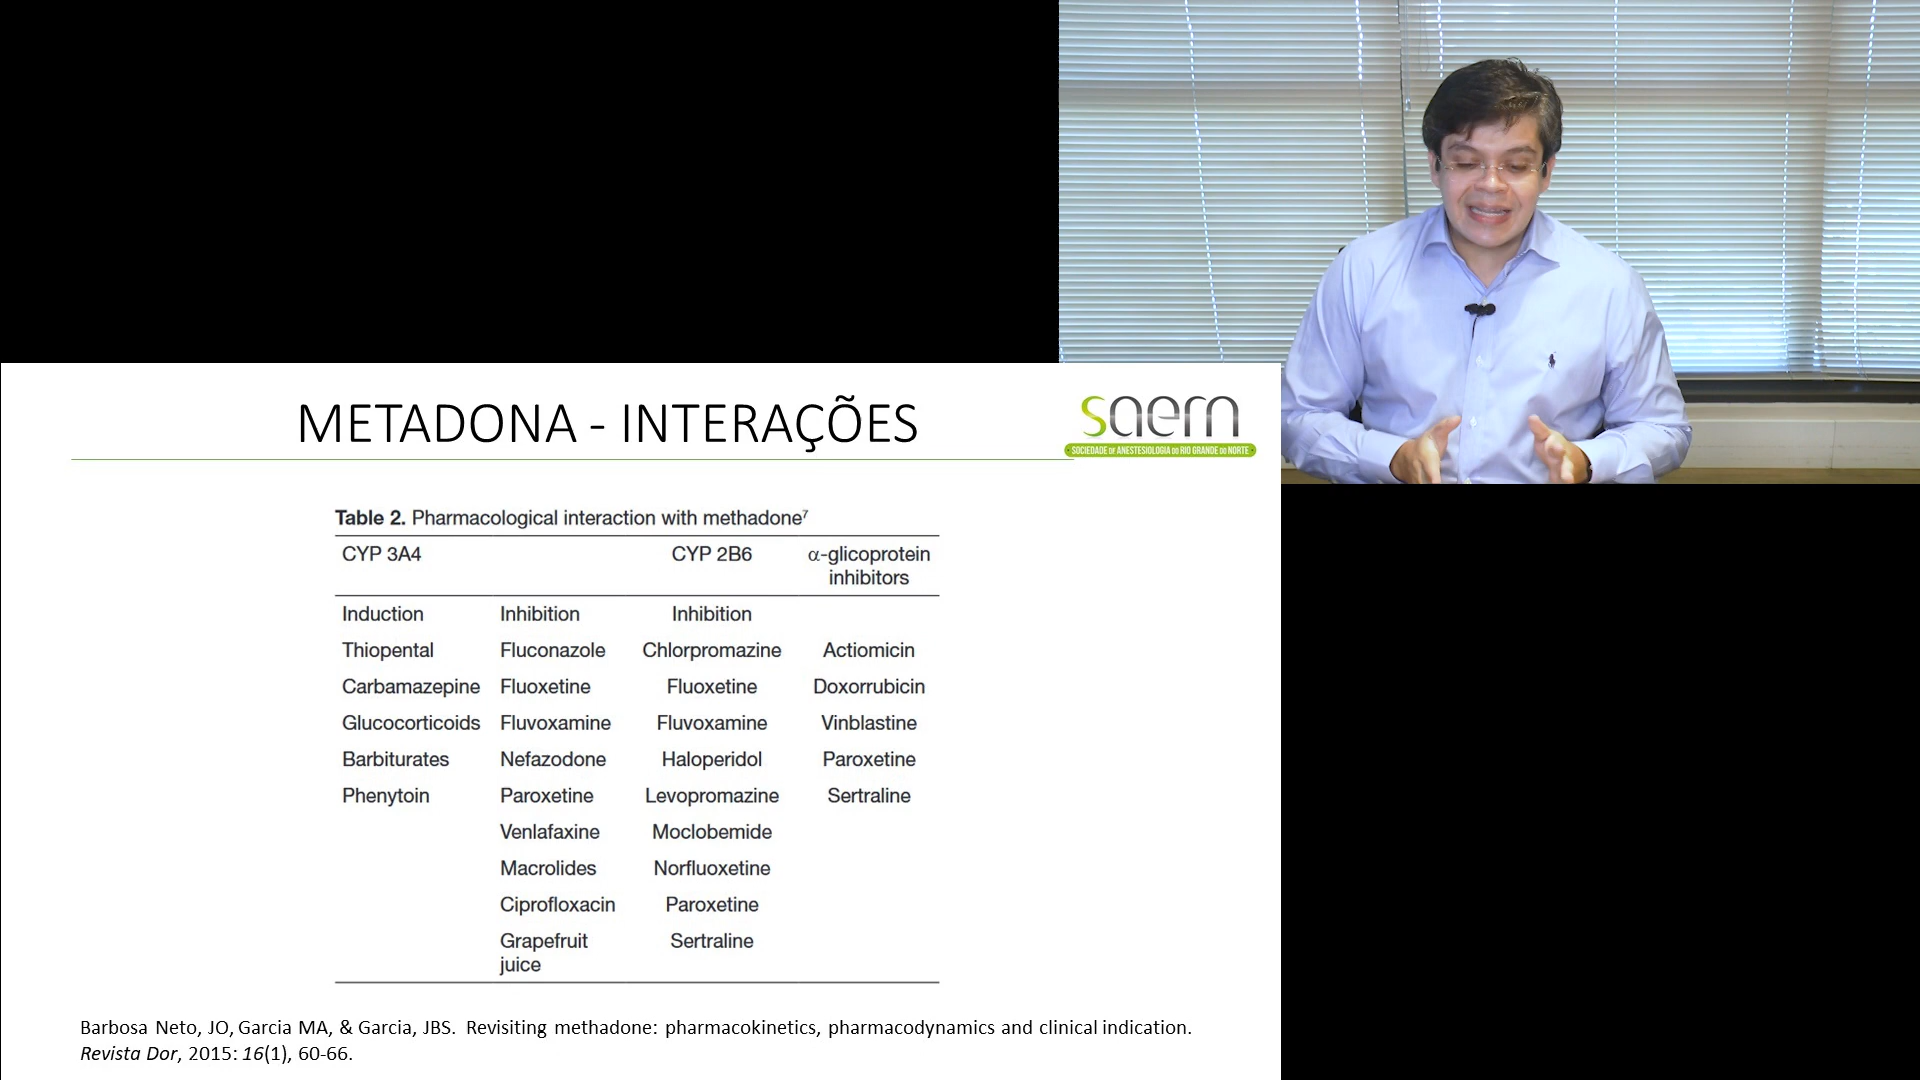 METADONA - INTERAÇÕES
saern
SOCIEDADE DE ANESTESIOLOGIA DO RIO GRANDE DO NORTE
Table 2. Pharmacological interaction with methadone⁷
CYP 3A4 CYP 2B6 α-glicoprotein
inhibitors
Induction Inhibition Inhibition
Thiopental Fluconazole Chlorpromazine Actiomicin
Carbamazepine Fluoxetine Fluoxetine Doxorrubicin
Glucocorticoids Fluvoxamine Fluvoxamine Vinblastine
Barbiturates Nefazodone Haloperidol Paroxetine
Phenytoin Paroxetine Levopromazine Sertraline
Venlafaxine Moclobemide
Macrolides Norfluoxetine
Ciprofloxacin Paroxetine
Grapefruit Sertraline
juice
Barbosa Neto, JO, Garcia MA, & Garcia, JBS. Revisiting methadone: pharmacokinetics, pharmacodynamics and clinical indication.
Revista Dor, 2015: 16(1), 60-66.